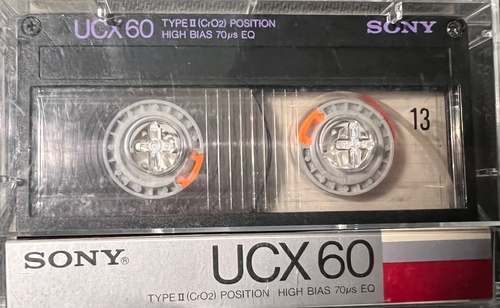 UCX 60 TYPE II (CrO2) POSITION SONY
HIGH BIAS 70µs EQ
13
SONY® UCX 60
TYPE II (CrO2) POSITION HIGH BIAS 70µs EQ